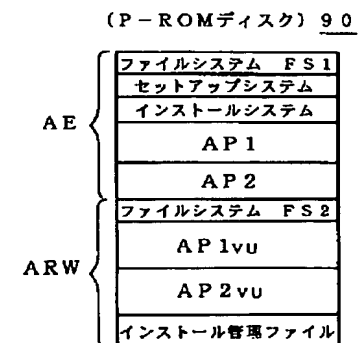 (P-ROMディスク) 90
ファイルシステム FS1
セットアップシステム
インストールシステム
AE
AP1
AP2
ファイルシステム FS2
AP1vu
ARW
AP2vu
インストール管理ファイル